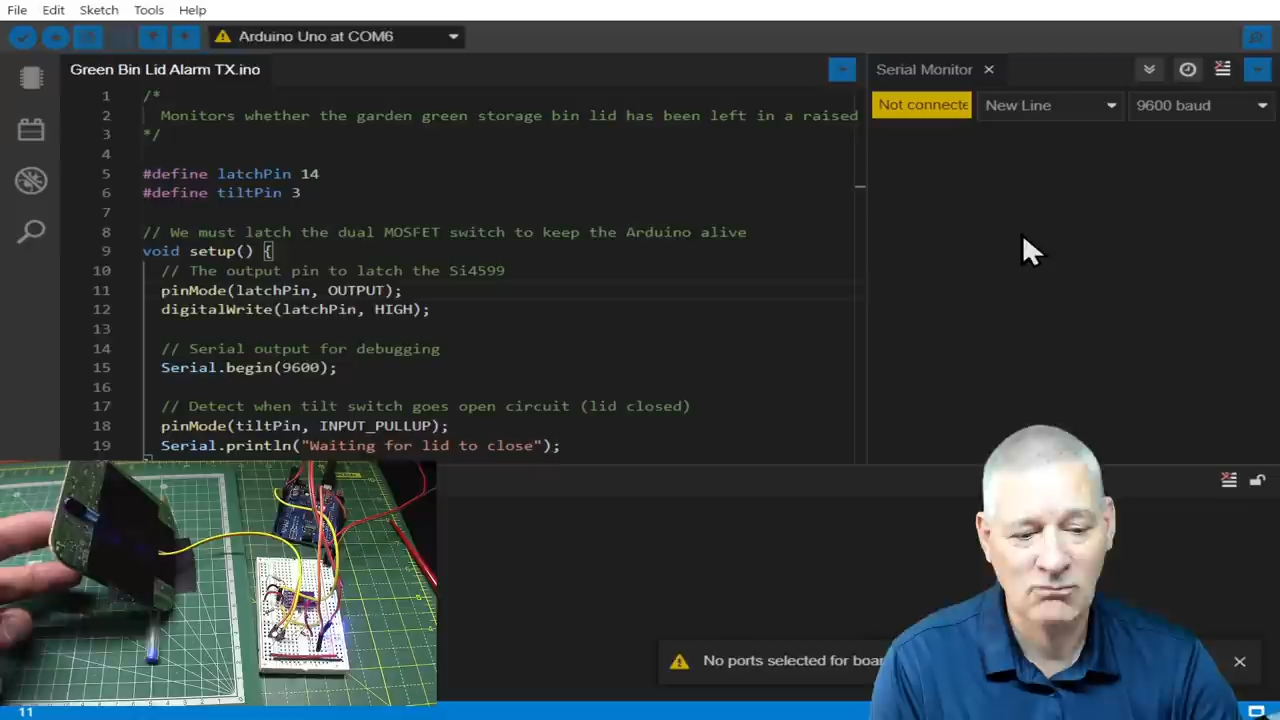 File Edit Sketch Tools Help
Arduino Uno at COM6
Green Bin Lid Alarm TX.ino
Serial Monitor
Not connecte
New Line
9600 baud
1 /*
2 Monitors whether the garden green storage bin lid has been left in a raised
3 */
4
5 #define latchPin 14
6 #define tiltPin 3
7
8 // We must latch the dual MOSFET switch to keep the Arduino alive
9 void setup() {
10 // The output pin to latch the Si4599
11 pinMode(latchPin, OUTPUT);
12 digitalWrite(latchPin, HIGH);
13
14 // Serial output for debugging
15 Serial.begin(9600);
16
17 // Detect when tilt switch goes open circuit (lid closed)
18 pinMode(tiltPin, INPUT_PULLUP);
19 Serial.println("Waiting for lid to close");
No ports selected for boar
11